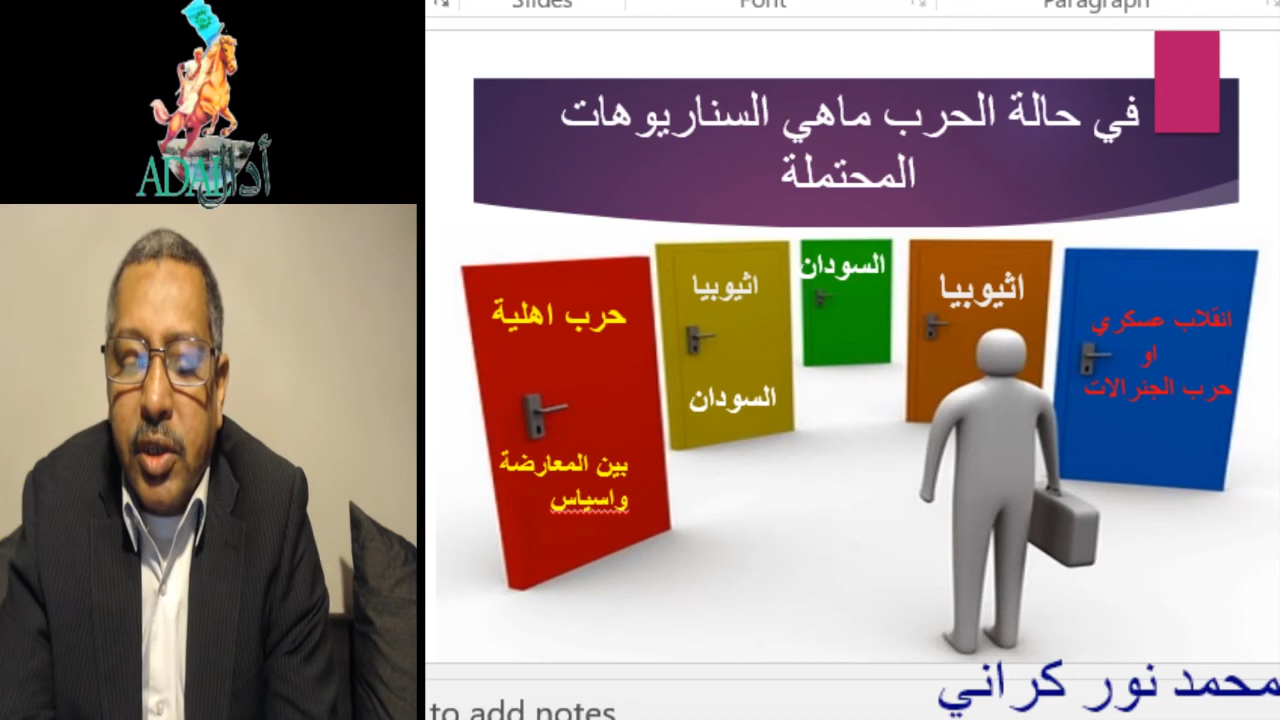 Slides Font Paragraph
ADAL أدال
في حالة الحرب ماهي السناريوهات
المحتملة
حرب اهلية
بين المعارضة
واسياس
اثيوبيا
السودان
السودان
اثيوبيا
انقلاب عسكري
او
حرب الجنرالات
محمد نور كراني
to add notes